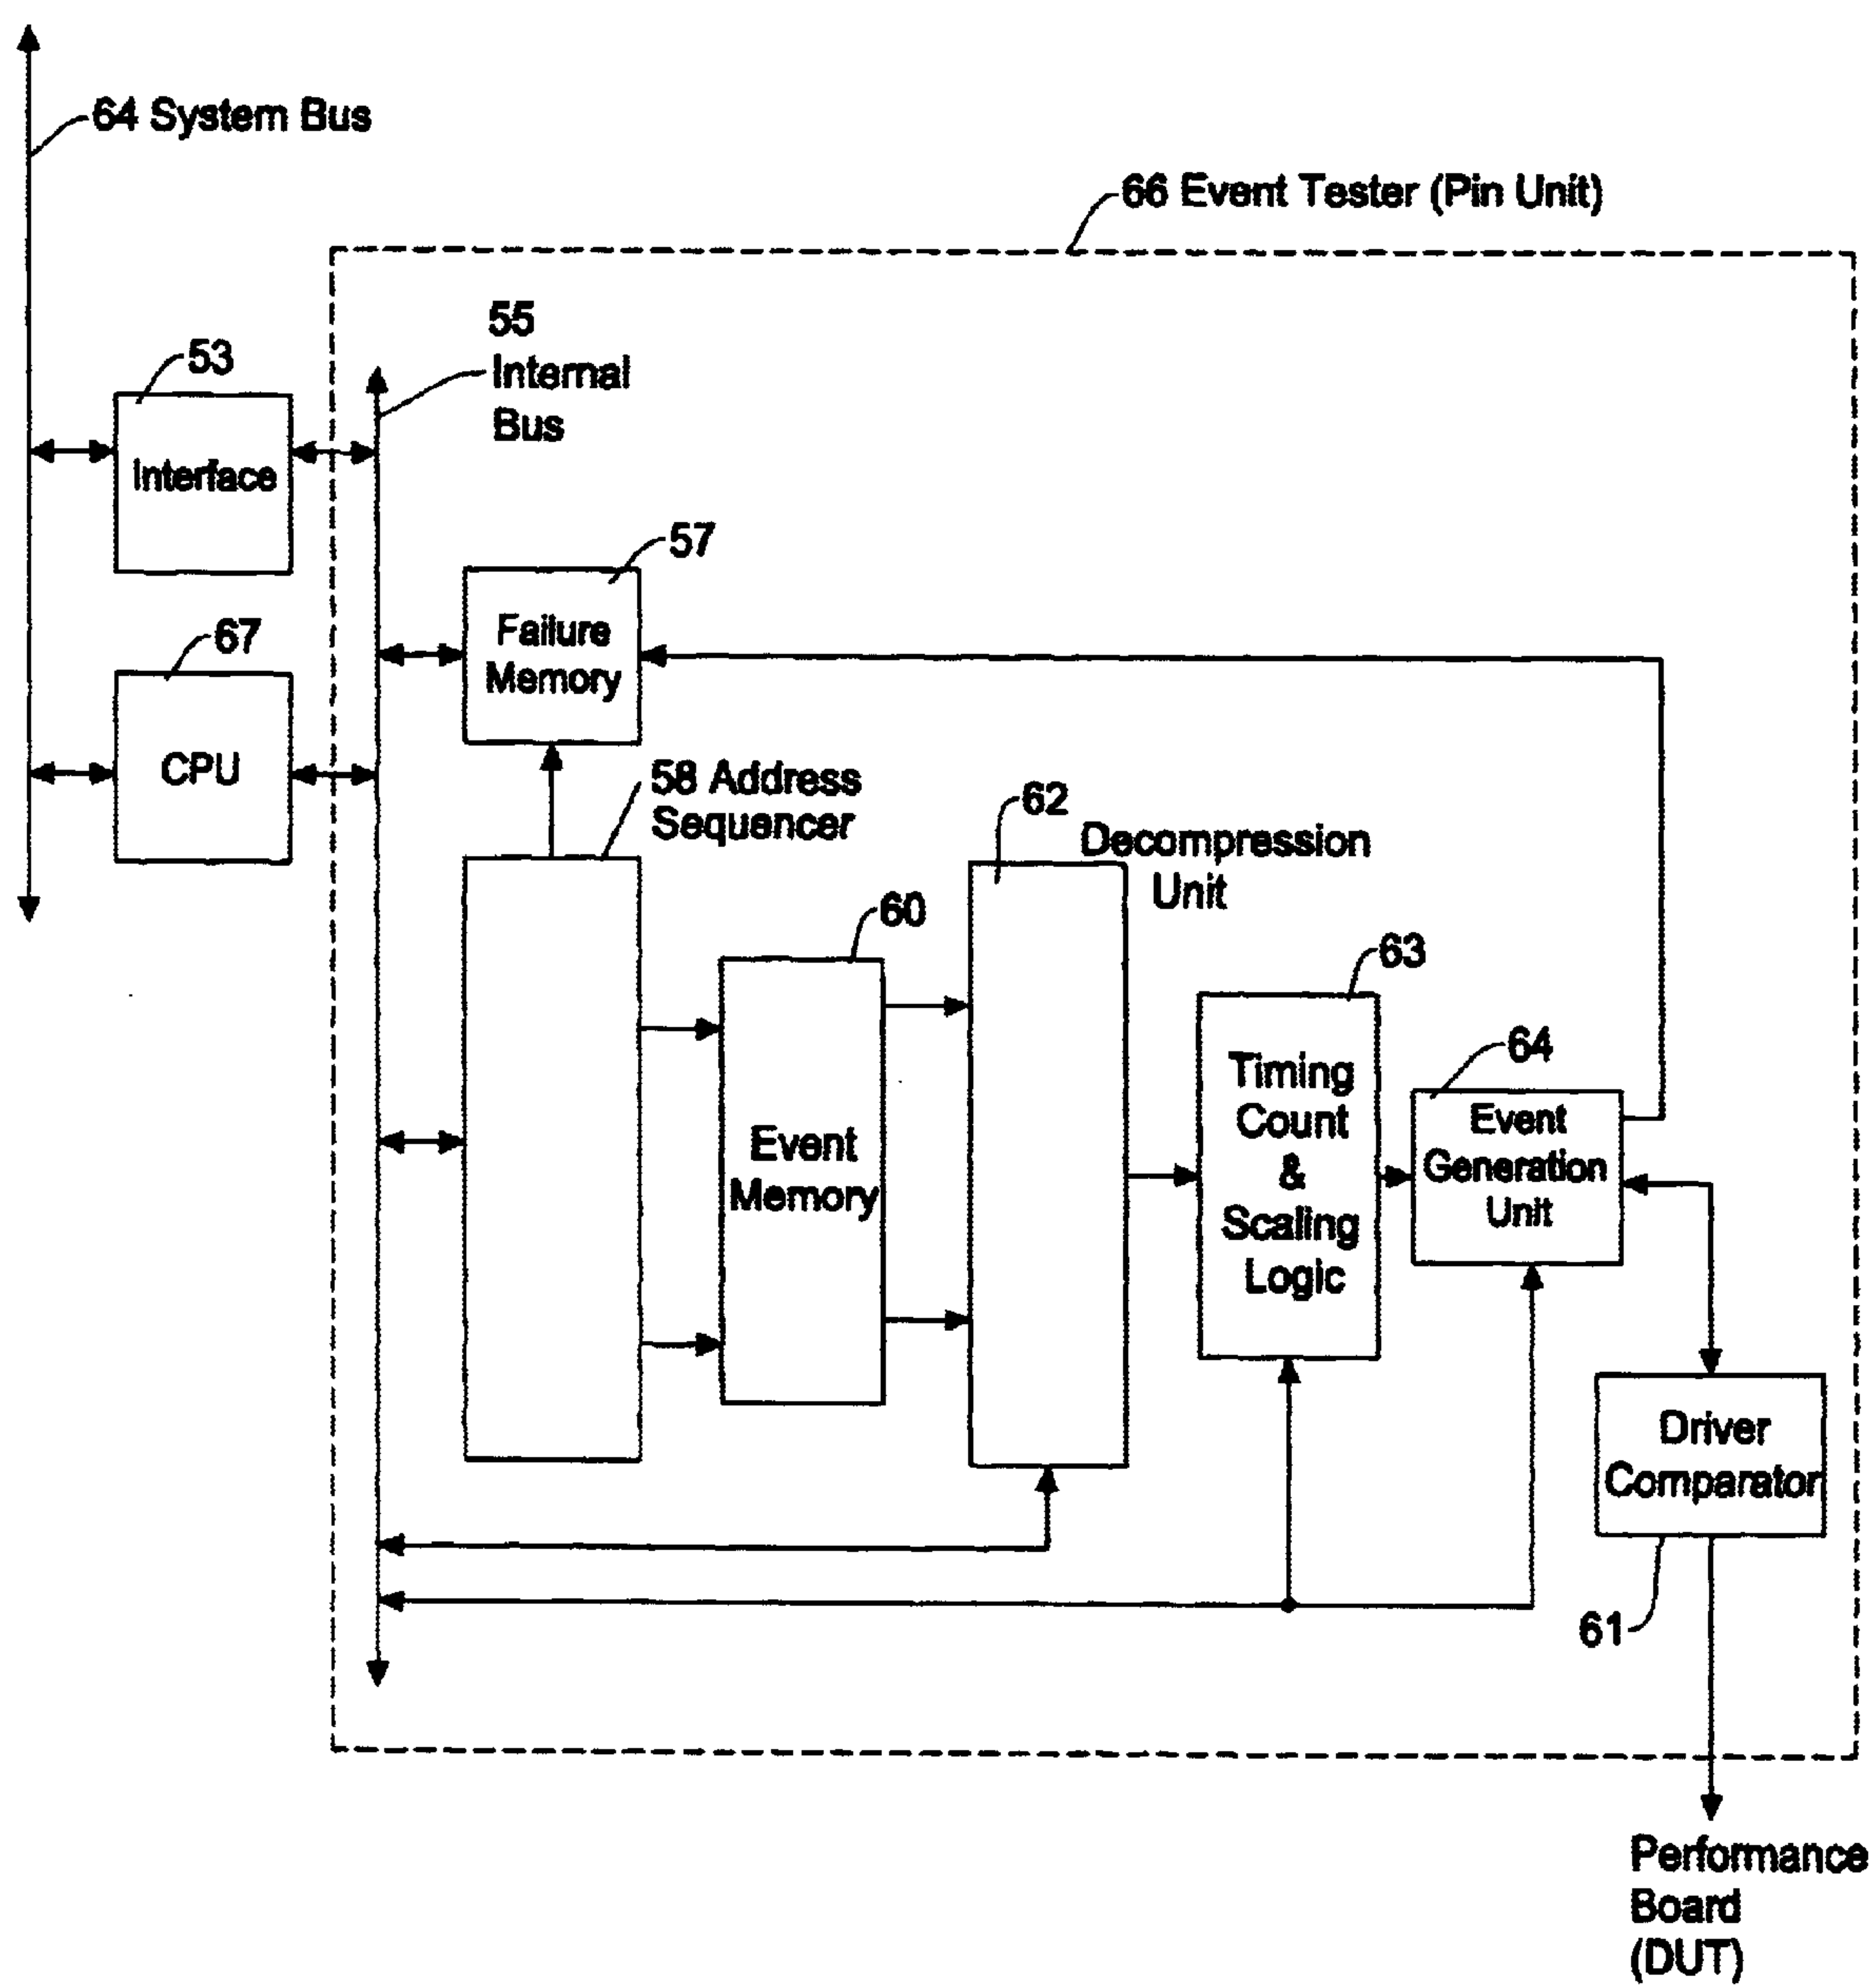 64 System Bus
66 Event Tester (Pin Unit)
55
Internal
Bus
53
Interface
57
Failure
Memory
67
CPU
58 Address
Sequencer
62
Decompression
Unit
60
Event
Memory
63
Timing
Count
&
Scaling
Logic
64
Event
Generation
Unit
Driver
Comparator
61
Performance
Board
(DUT)